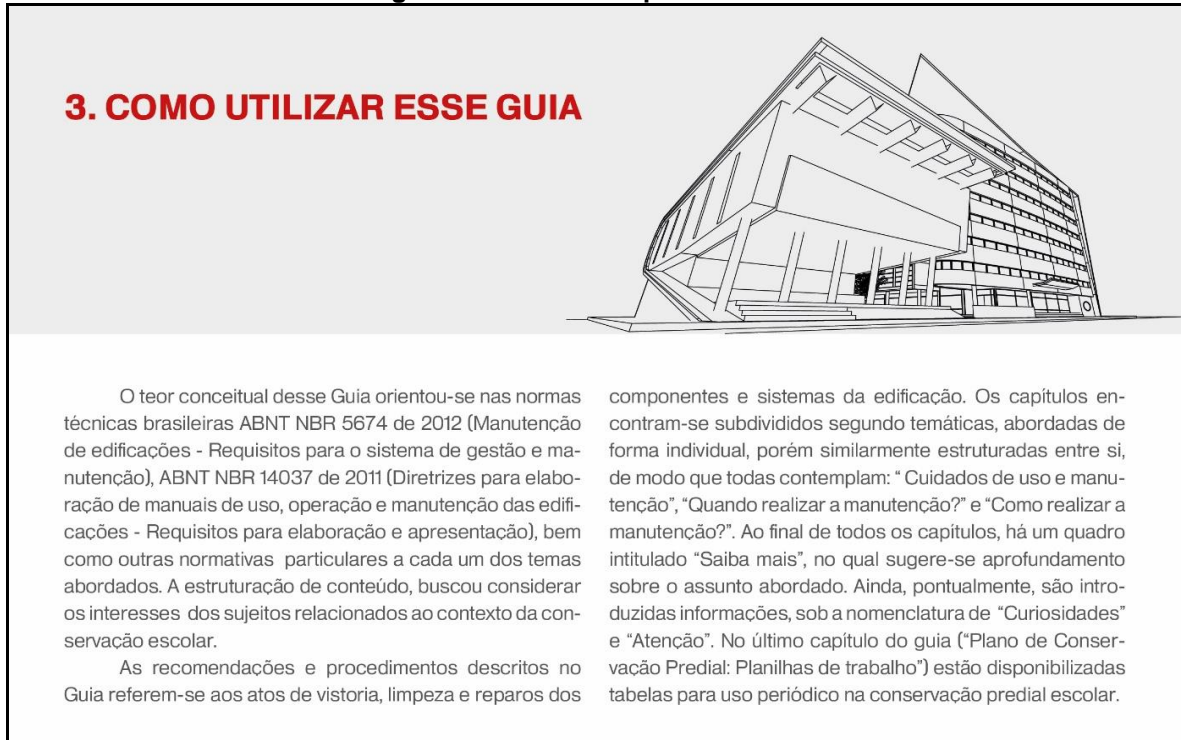 3. COMO UTILIZAR ESSE GUIA
O teor conceitual desse Guia orientou-se nas normas
técnicas brasileiras ABNT NBR 5674 de 2012 (Manutenção
de edificações - Requisitos para o sistema de gestão e ma-
nutenção), ABNT NBR 14037 de 2011 (Diretrizes para elabo-
ração de manuais de uso, operação e manutenção das edifi-
cações - Requisitos para elaboração e apresentação), bem
como outras normativas particulares a cada um dos temas
abordados. A estruturação de conteúdo, buscou considerar
os interesses dos sujeitos relacionados ao contexto da con-
servação escolar.
As recomendações e procedimentos descritos no
Guia referem-se aos atos de vistoria, limpeza e reparos dos
componentes e sistemas da edificação. Os capítulos en-
contram-se subdivididos segundo temáticas, abordadas de
forma individual, porém similarmente estruturadas entre si,
de modo que todas contemplam: “ Cuidados de uso e manu-
tenção”, “Quando realizar a manutenção?” e “Como realizar a
manutenção?”. Ao final de todos os capítulos, há um quadro
intitulado “Saiba mais”, no qual sugere-se aprofundamento
sobre o assunto abordado. Ainda, pontualmente, são intro-
duzidas informações, sob a nomenclatura de “Curiosidades”
e “Atenção”. No último capítulo do guia (“Plano de Conser-
vação Predial: Planilhas de trabalho”) estão disponibilizadas
tabelas para uso periódico na conservação predial escolar.